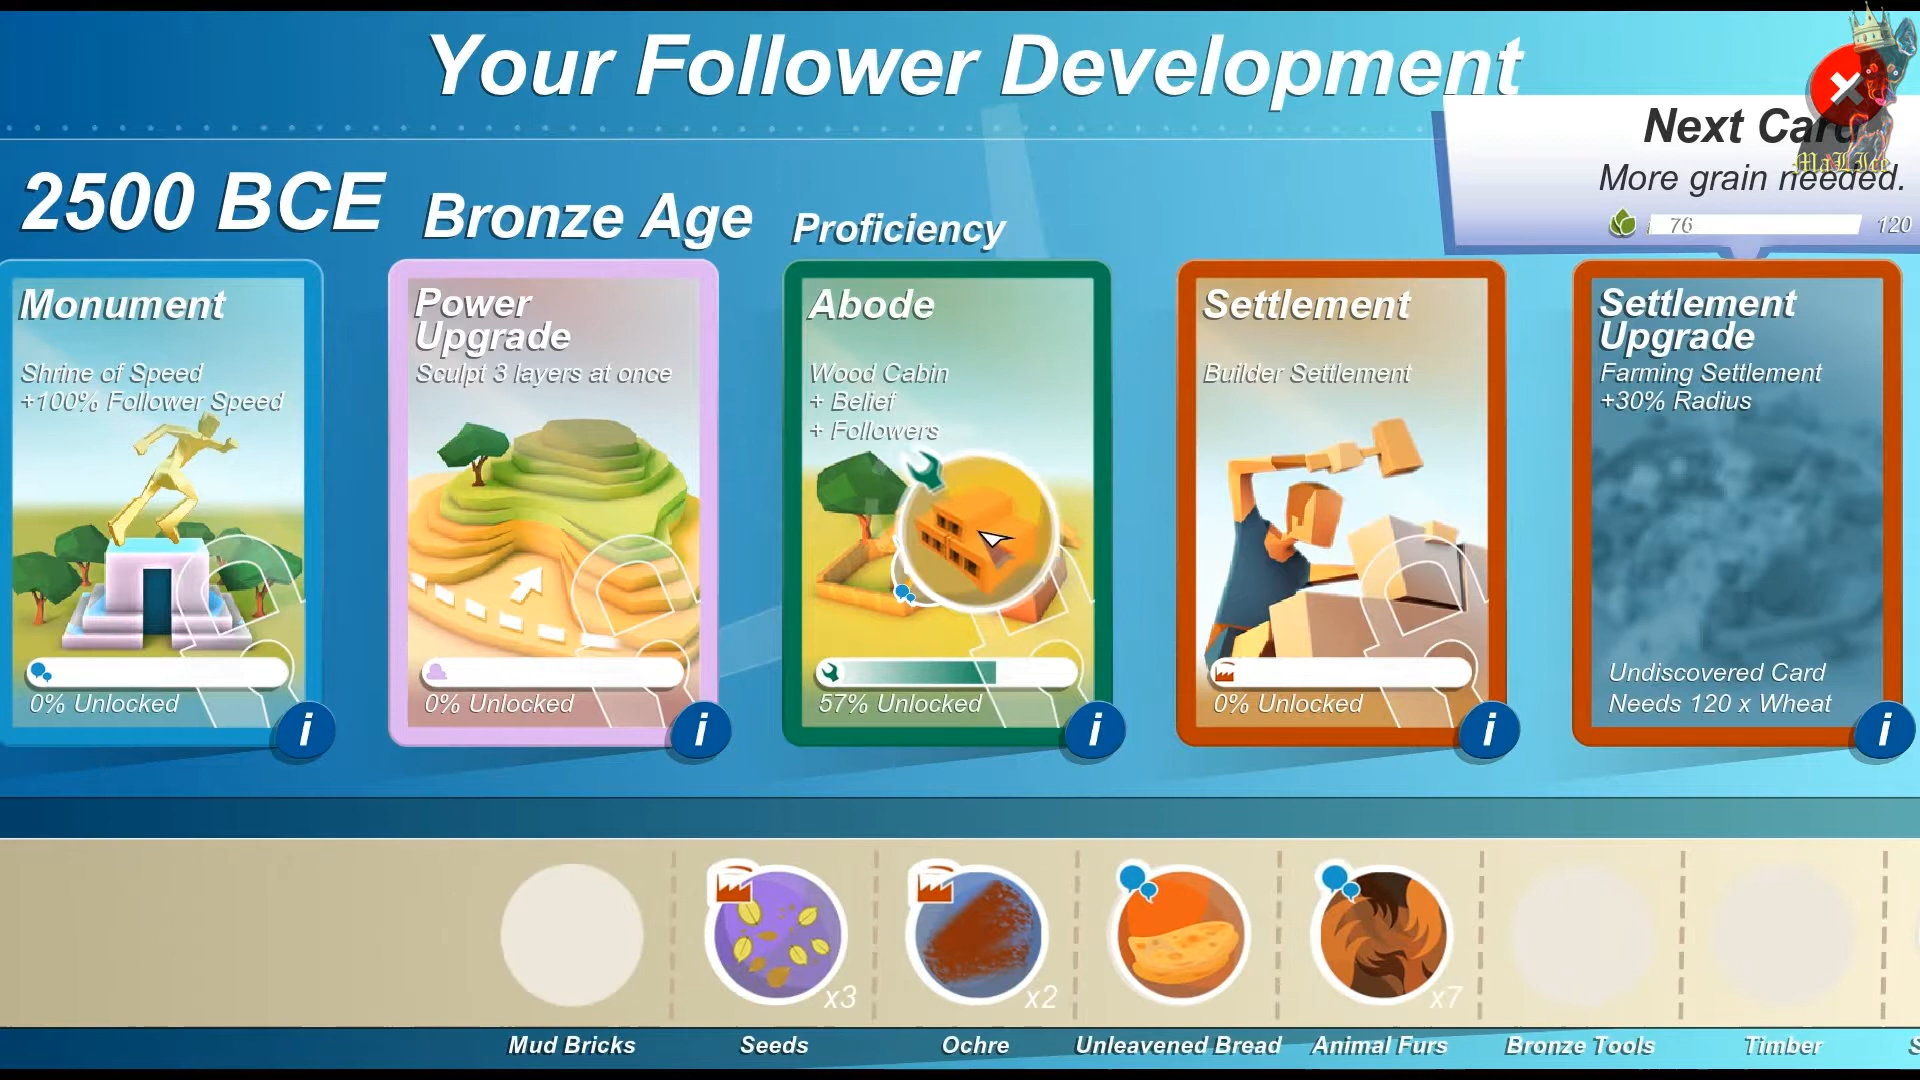 Your Follower Development
Next Card
More grain needed.
76
120
MaLIce
2500 BCE
Bronze Age
Proficiency
Monument
Shrine of Speed
+100% Follower Speed
0% Unlocked
i
Power
Upgrade
Sculpt 3 layers at once
0% Unlocked
i
Abode
Wood Cabin
+ Belief
+ Followers
57% Unlocked
i
Settlement
Builder Settlement
0% Unlocked
i
Settlement
Upgrade
Farming Settlement
+30% Radius
Undiscovered Card
Needs 120 x Wheat
i
x3
x2
x7
Mud Bricks
Seeds
Ochre
Unleavened Bread
Animal Furs
Bronze Tools
Timber